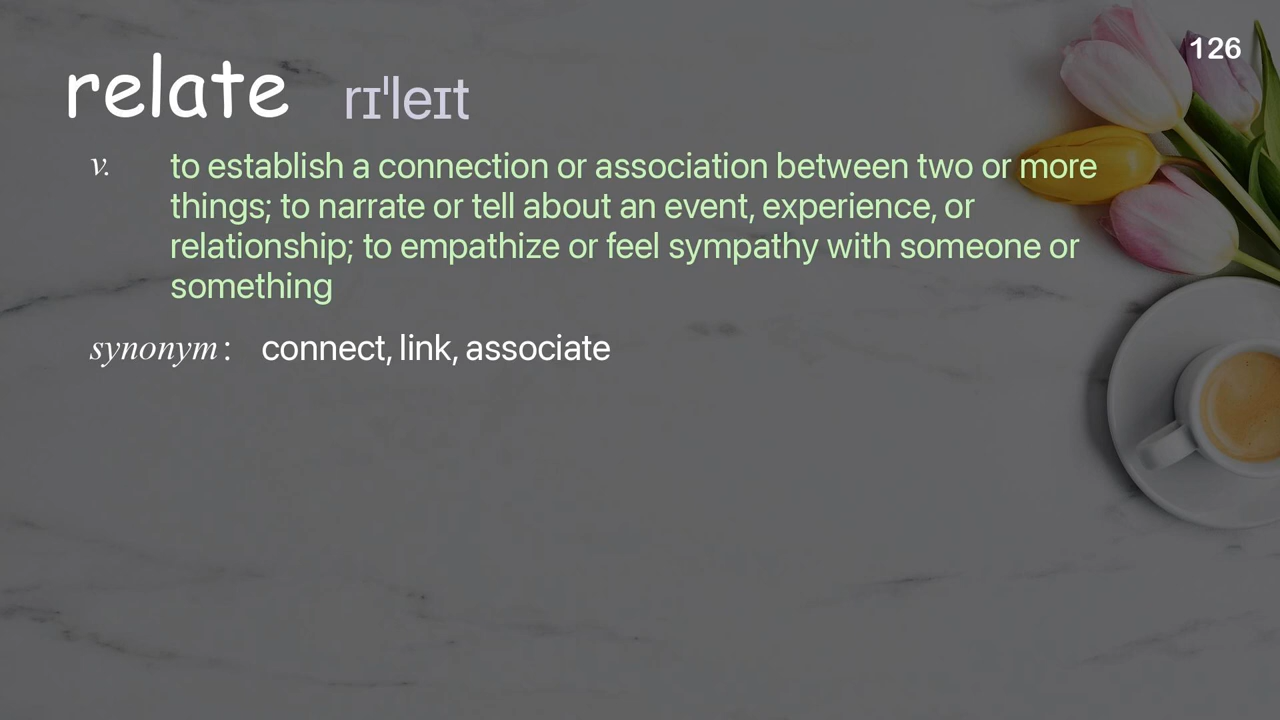 126
relate rɪˈleɪt
v. to establish a connection or association between two or more
things; to narrate or tell about an event, experience, or
relationship; to empathize or feel sympathy with someone or
something
synonym : connect, link, associate